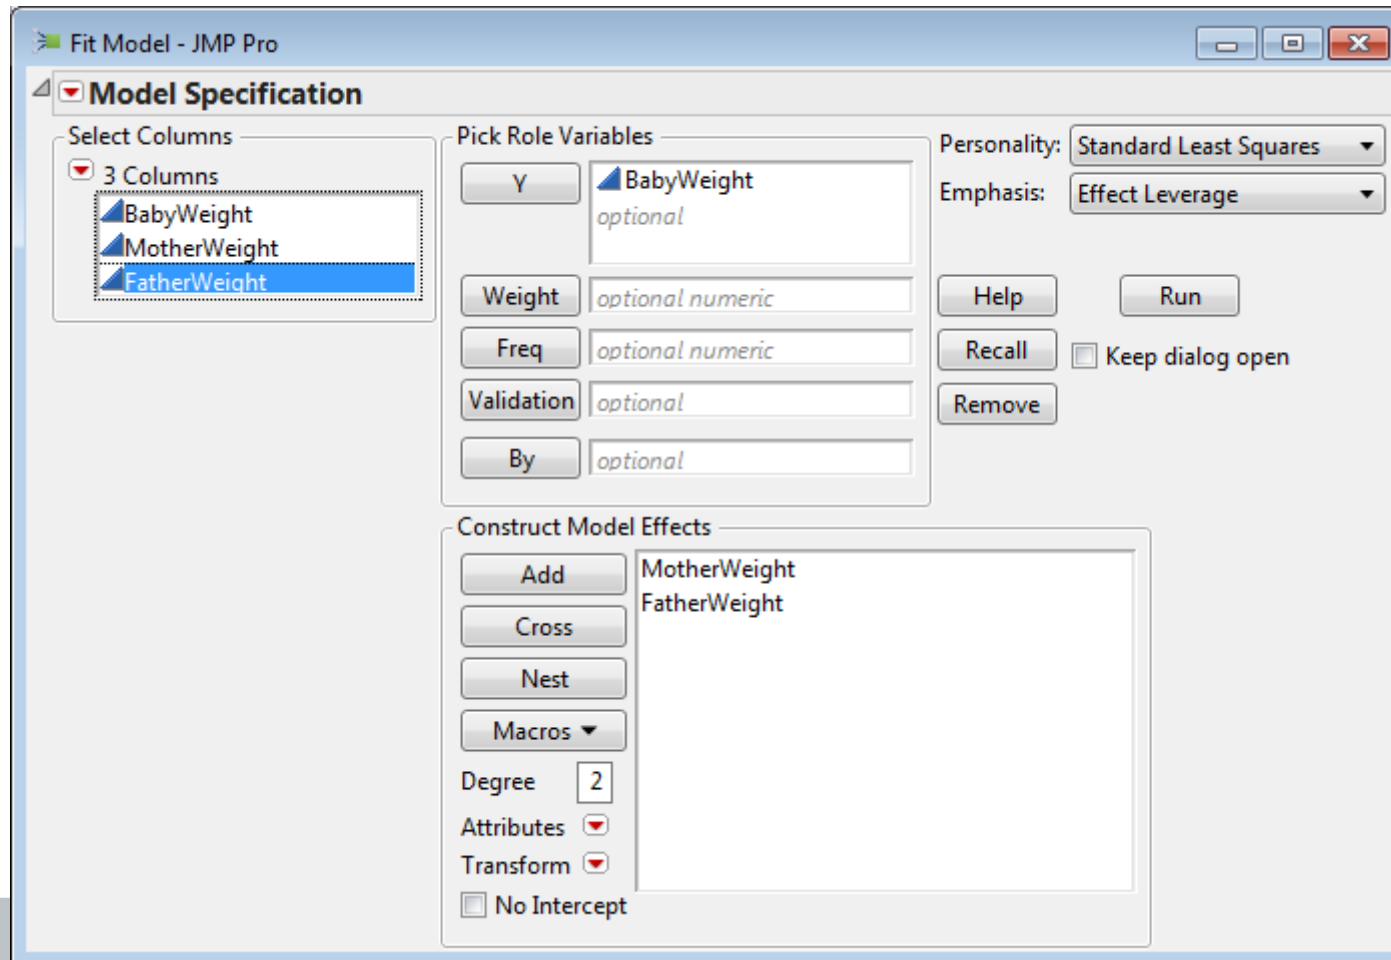 Fit Model - JMP Pro
Model Specification
Select Columns
3 Columns
BabyWeight
MotherWeight
FatherWeight
Pick Role Variables
Y
BabyWeight
optional
Weight
optional numeric
Freq
optional numeric
Validation
optional
By
optional
Personality:
Standard Least Squares
Emphasis:
Effect Leverage
Help
Run
Recall
Keep dialog open
Remove
Construct Model Effects
Add
Cross
Nest
Macros
Degree
2
Attributes
Transform
No Intercept
MotherWeight
FatherWeight